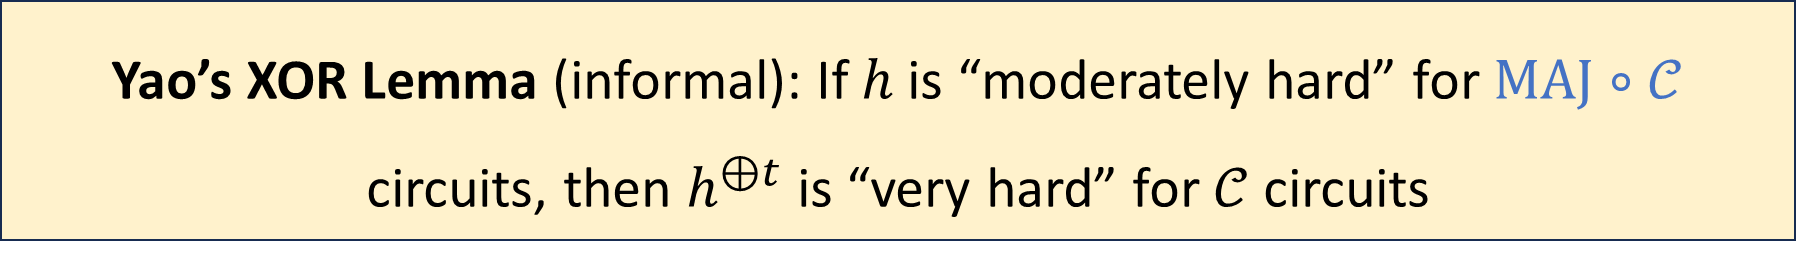 Yao’s XOR Lemma (informal): If ℎ is “moderately hard” for MAJ ∘ 𝒞
circuits, then ℎ^{⊕𝑡} is “very hard” for 𝒞 circuits